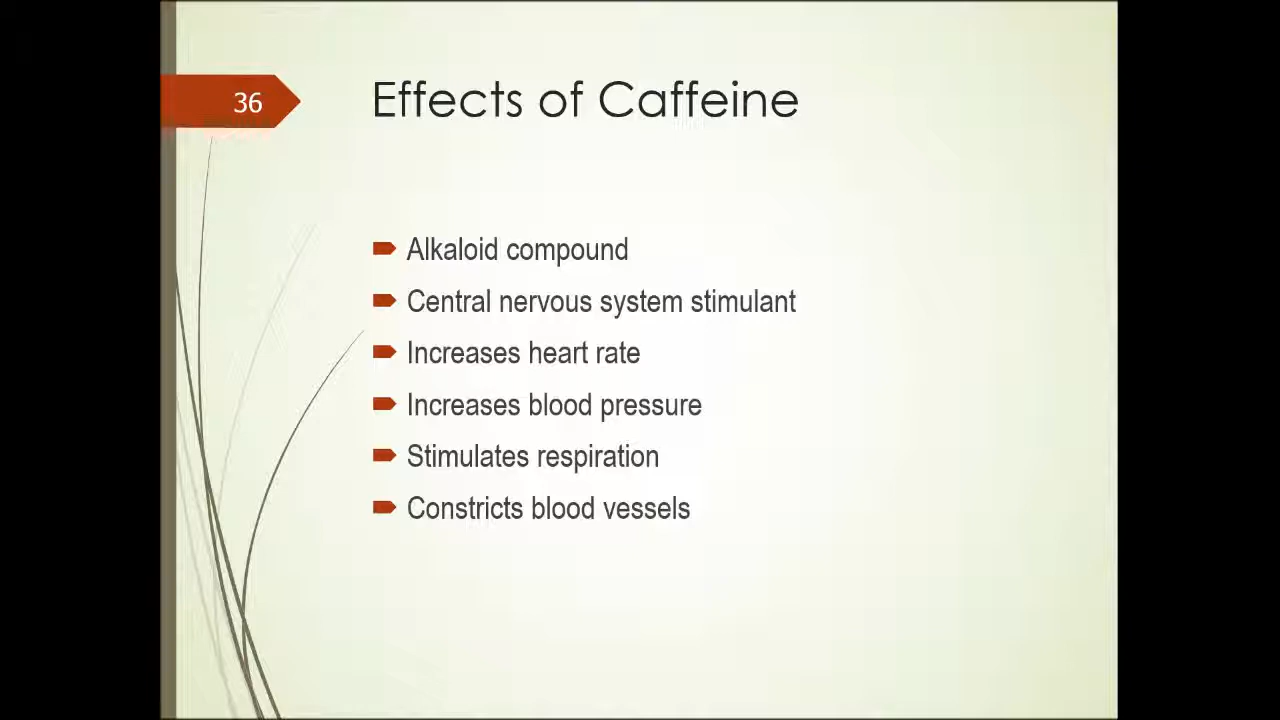 36
Effects of Caffeine
Alkaloid compound
Central nervous system stimulant
Increases heart rate
Increases blood pressure
Stimulates respiration
Constricts blood vessels